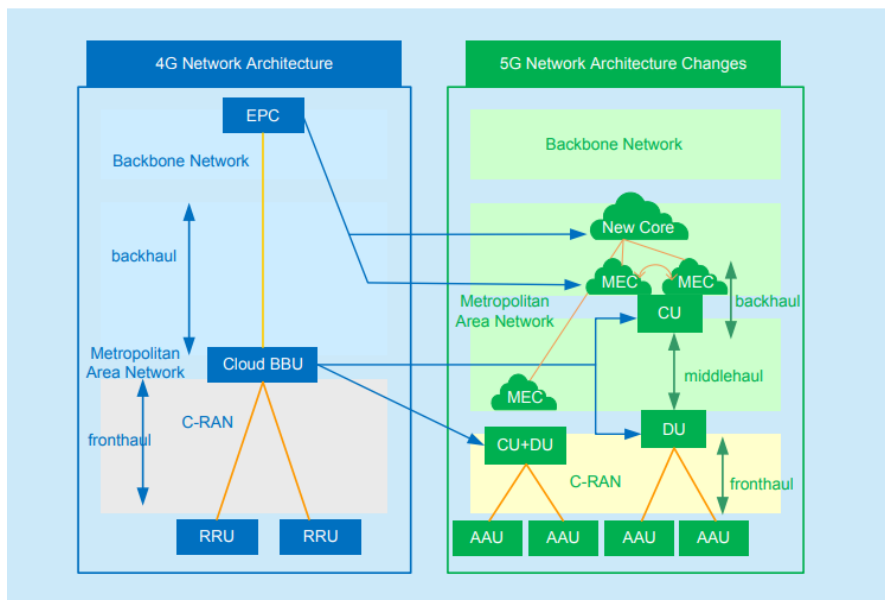 4G Network Architecture
EPC
Backbone Network
backhaul
Metropolitan
Area Network
Cloud BBU
C-RAN
fronthaul
RRU
RRU
5G Network Architecture Changes
Backbone Network
New Core
MEC
MEC
Metropolitan
Area Network
backhaul
CU
middlehaul
MEC
DU
CU+DU
C-RAN
fronthaul
AAU
AAU
AAU
AAU